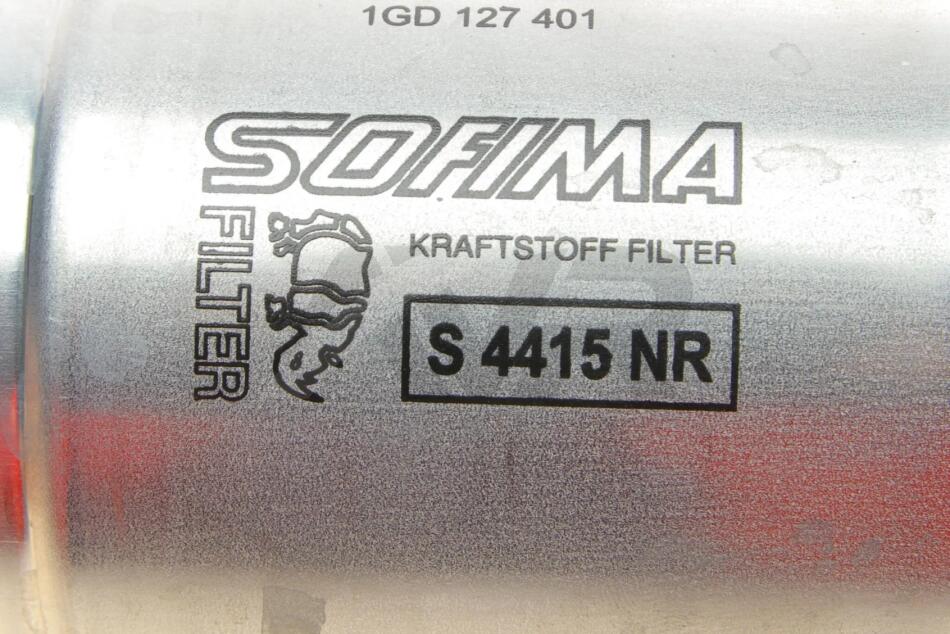 1GD 127 401
SOFIMA
FILTER
KRAFTSTOFF FILTER
S 4415 NR